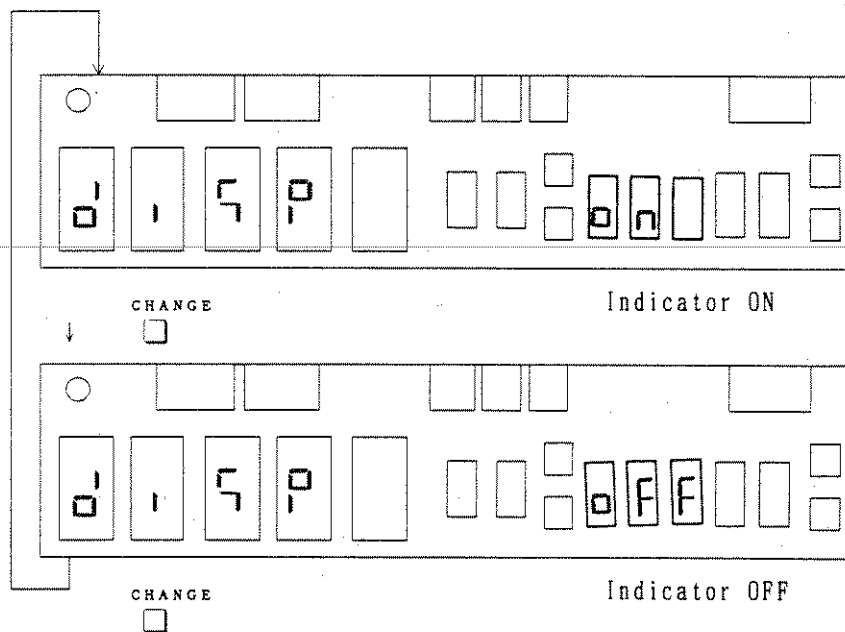 diSP on
CHANGE
Indicator ON
diSP oFF
CHANGE
Indicator OFF